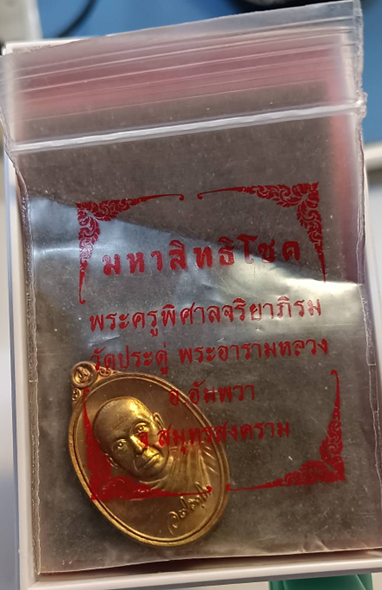 มหาสิทธิโชค
พระครูพิศาลจริยาภิรม
วัดประดู่ พระอารามหลวง
อ.อัมพวา
จ.สมุทรสงคราม